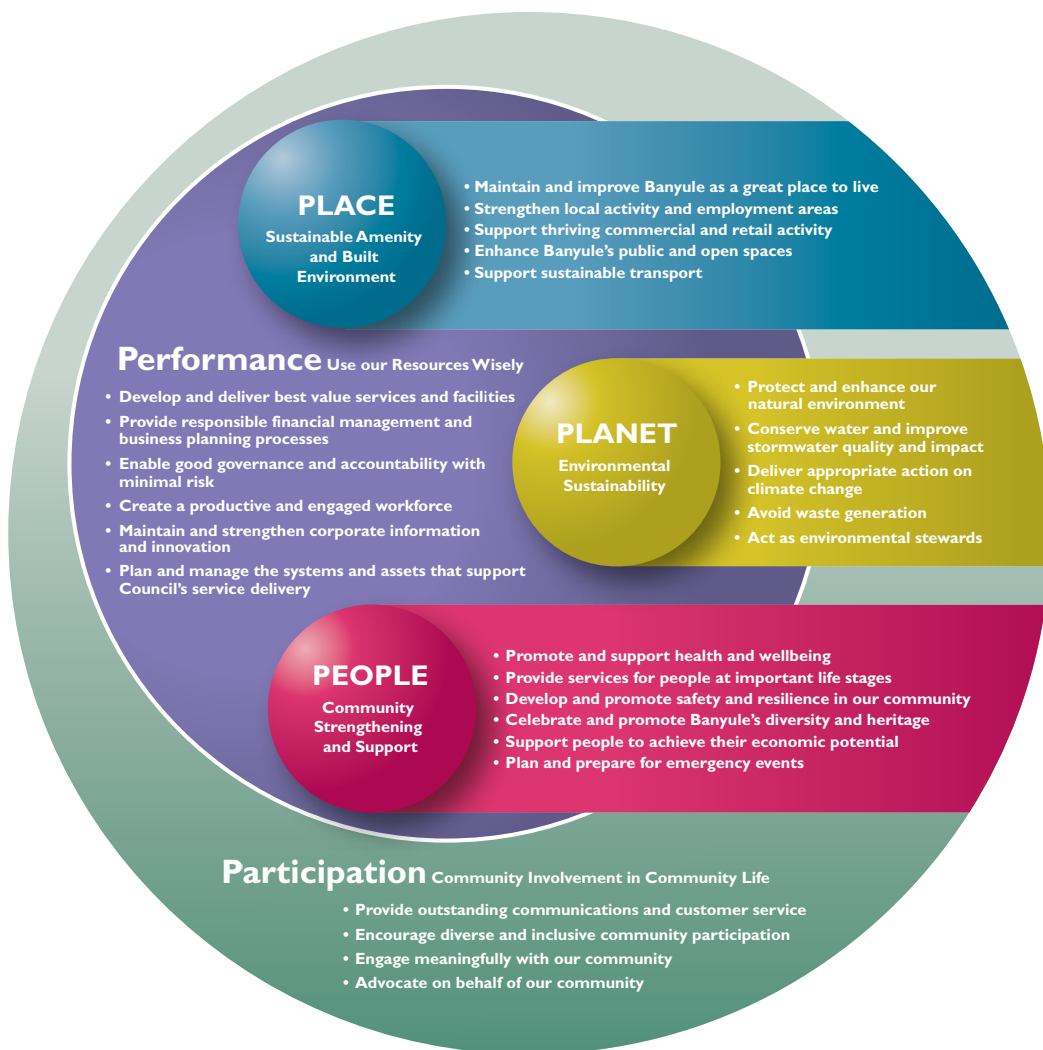 PLACE
Sustainable Amenity
and Built
Environment
• Maintain and improve Banyule as a great place to live
• Strengthen local activity and employment areas
• Support thriving commercial and retail activity
• Enhance Banyule’s public and open spaces
• Support sustainable transport
Performance Use our Resources Wisely
• Develop and deliver best value services and facilities
• Provide responsible financial management and
business planning processes
• Enable good governance and accountability with
minimal risk
• Create a productive and engaged workforce
• Maintain and strengthen corporate information
and innovation
• Plan and manage the systems and assets that support
Council’s service delivery
PLANET
Environmental
Sustainability
• Protect and enhance our
natural environment
• Conserve water and improve
stormwater quality and impact
• Deliver appropriate action on
climate change
• Avoid waste generation
• Act as environmental stewards
PEOPLE
Community
Strengthening
and Support
• Promote and support health and wellbeing
• Provide services for people at important life stages
• Develop and promote safety and resilience in our community
• Celebrate and promote Banyule’s diversity and heritage
• Support people to achieve their economic potential
• Plan and prepare for emergency events
Participation Community Involvement in Community Life
• Provide outstanding communications and customer service
• Encourage diverse and inclusive community participation
• Engage meaningfully with our community
• Advocate on behalf of our community